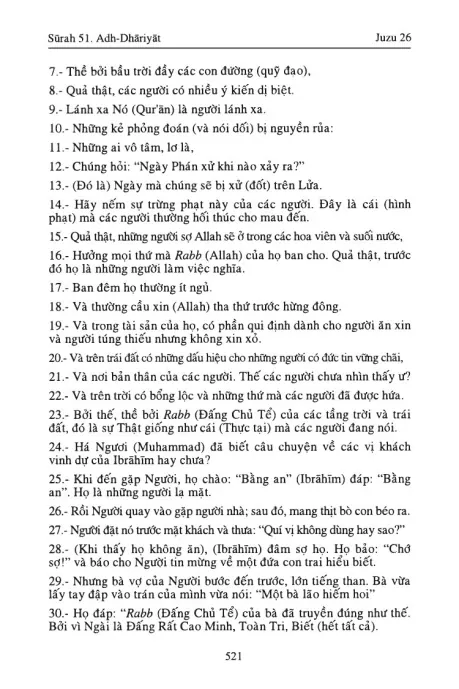 Sūrah 51. Adh-Dhāriyāt Juzu 26
7.- Thề bởi bầu trời đầy các con đường (quỹ đao),
8.- Quả thật, các người có nhiều ý kiến dị biệt.
9.- Lánh xa Nó (Qur'ān) là người lánh xa.
10.- Những kẻ phỏng đoán (và nói dối) bị nguyền rủa:
11.- Những ai vô tâm, lơ là,
12.- Chúng hỏi: “Ngày Phán xử khi nào xảy ra?”
13.- (Đó là) Ngày mà chúng sẽ bị xử (đốt) trên Lửa.
14.- Hãy nếm sự trừng phạt này của các người. Đây là cái (hình
phạt) mà các người thường hối thúc cho mau đến.
15.- Quả thật, những người sợ Allah sẽ ở trong các hoa viên và suối nước,
16.- Hưởng mọi thứ mà Rabb (Allah) của họ ban cho. Quả thật, trước
đó họ là những người làm việc nghĩa.
17.- Ban đêm họ thường ít ngủ.
18.- Và thường cầu xin (Allah) tha thứ trước hừng đông.
19.- Và trong tài sản của họ, có phần qui định dành cho người ăn xin
và người túng thiếu nhưng không xin xỏ.
20.- Và trên trái đất có những dấu hiệu cho những người có đức tin vững chãi,
21.- Và nơi bản thân của các người. Thế các người chưa nhìn thấy ư?
22.- Và trên trời có bổng lộc và những thứ mà các người đã được hứa.
23.- Bởi thế, thề bởi Rabb (Đấng Chủ Tể) của các tầng trời và trái
đất, đó là sự Thật giống như cái (Thực tại) mà các người đang nói.
24.- Há Ngươi (Muhammad) đã biết câu chuyện về các vị khách
vinh dự của Ibrāhīm hay chưa?
25.- Khi đến gặp Người, họ chào: “Bằng an” (Ibrāhīm) đáp: “Bằng
an”. Họ là những người lạ mặt.
26.- Rồi Người quay vào gặp người nhà; sau đó, mang thịt bò con béo ra.
27.- Người đặt nó trước mặt khách và thưa: “Quí vị không dùng hay sao?”
28.- (Khi thấy họ không ăn), (Ibrāhīm) đâm sợ họ. Họ bảo: “Chớ
sợ!” và báo cho Người tin mừng về một đứa con trai hiểu biết.
29.- Nhưng bà vợ của Người bước đến trước, lớn tiếng than. Bà vừa
lấy tay đập vào trán của mình vừa nói: “Một bà lão hiếm hoi”
30.- Họ đáp: “Rabb (Đấng Chủ Tể) của bà đã truyền đúng như thế.
Bởi vì Ngài là Đấng Rất Cao Minh, Toàn Tri, Biết (hết tất cả).
521